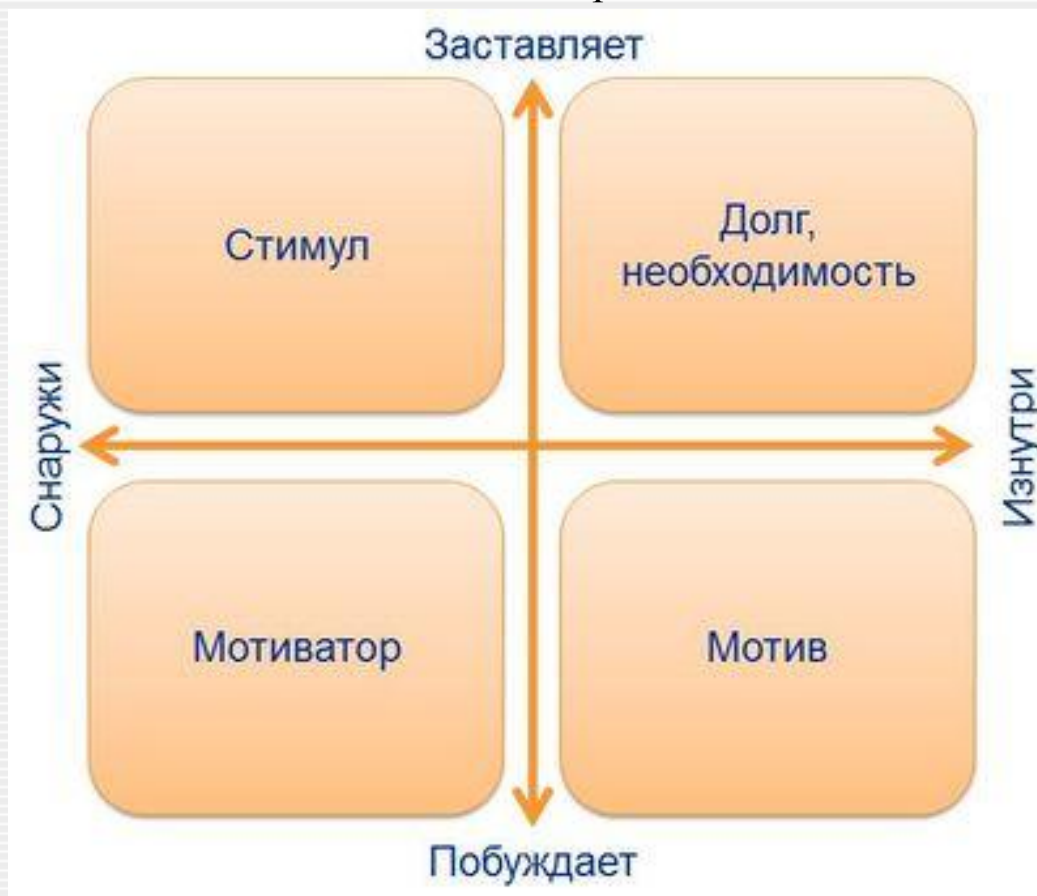 Заставляет
Стимул
Долг,
необходимость
Снаружи
Изнутри
Мотиватор
Мотив
Побуждает